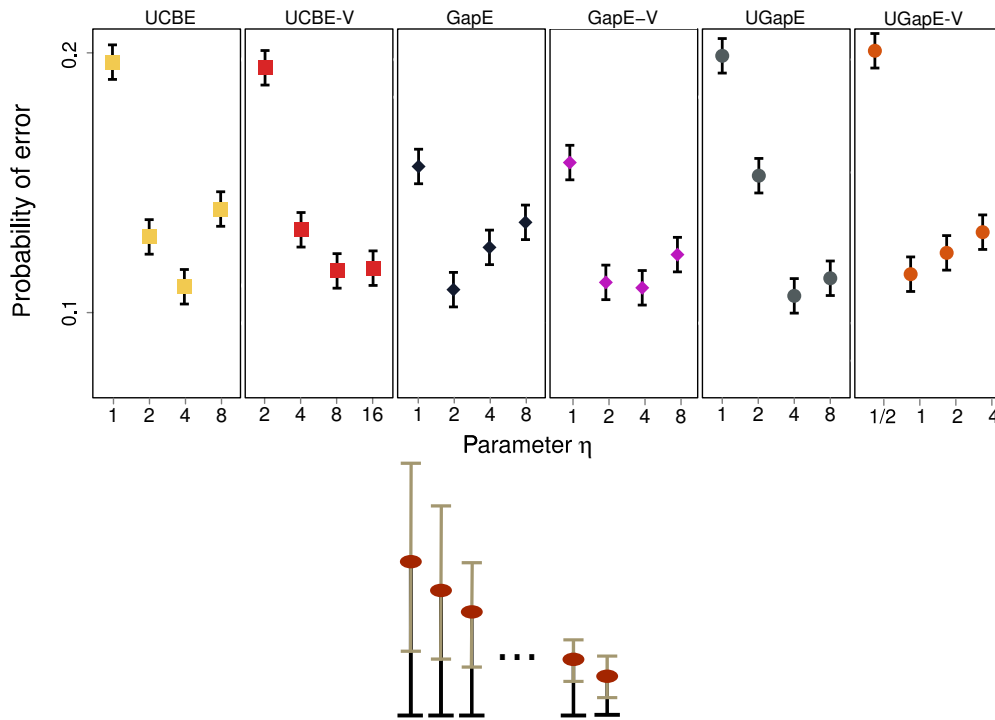 UCBE UCBE-V GapE GapE−V UGapE UGapE-V
0.2
Probability of error
0.1
1 2 4 8 2 4 8 16 1 2 4 8 1 2 4 8 1 2 4 8 1/2 1 2 4
Parameter η
...